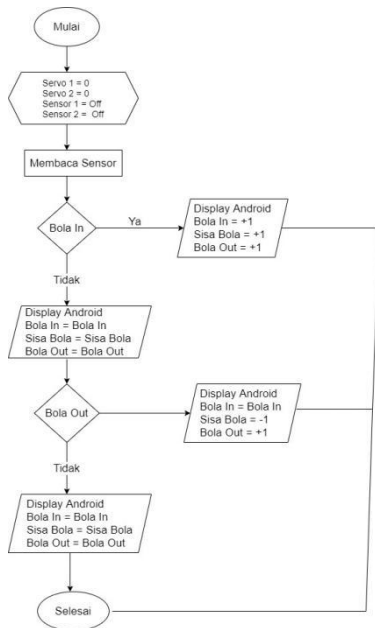 Mulai
Servo 1 = 0
Servo 2 = 0
Sensor 1 = Off
Sensor 2 = Off
Membaca Sensor
Bola In
Ya
Display Android
Bola In = +1
Sisa Bola = +1
Bola Out = +1
Tidak
Display Android
Bola In = Bola In
Sisa Bola = Sisa Bola
Bola Out = Bola Out
Bola Out
Display Android
Bola In = Bola In
Sisa Bola = -1
Bola Out = +1
Tidak
Display Android
Bola In = Bola In
Sisa Bola = Sisa Bola
Bola Out = Bola Out
Selesai